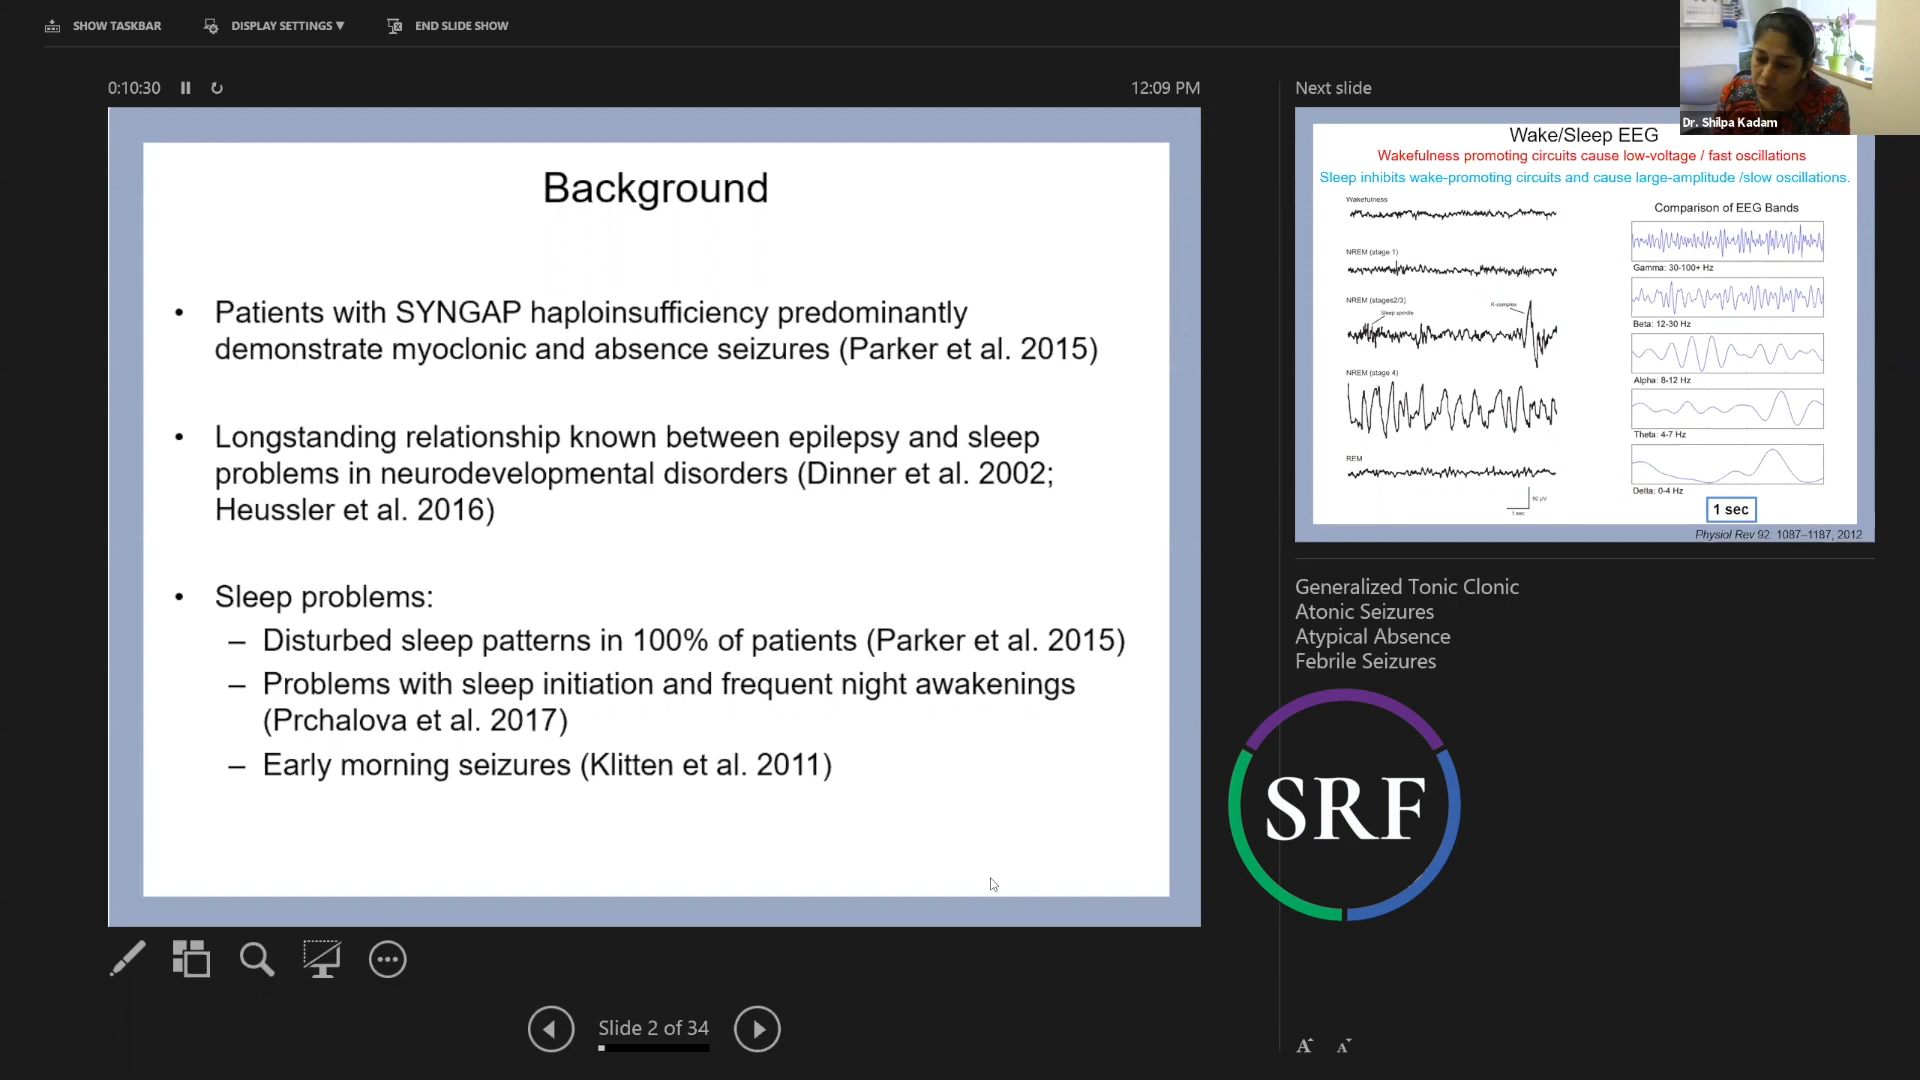 SHOW TASKBAR
DISPLAY SETTINGS ▼
END SLIDE SHOW
0:10:30
12:09 PM
Background
• Patients with SYNGAP haploinsufficiency predominantly
demonstrate myoclonic and absence seizures (Parker et al. 2015)
• Longstanding relationship known between epilepsy and sleep
problems in neurodevelopmental disorders (Dinner et al. 2002;
Heussler et al. 2016)
• Sleep problems:
– Disturbed sleep patterns in 100% of patients (Parker et al. 2015)
– Problems with sleep initiation and frequent night awakenings
(Prchalova et al. 2017)
– Early morning seizures (Klitten et al. 2011)
Slide 2 of 34
Next slide
Dr. Shilpa Kadam
Wake/Sleep EEG
Wakefulness promoting circuits cause low-voltage / fast oscillations
Sleep inhibits wake-promoting circuits and cause large-amplitude /slow oscillations.
Wakefulness
NREM (stage 1)
NREM (stages2/3)
Sleep spindle
K-complex
NREM (stage 4)
REM
50 µV
1 sec
Comparison of EEG Bands
Gamma: 30-100+ Hz
Beta: 12-30 Hz
Alpha: 8-12 Hz
Theta: 4-7 Hz
Delta: 0-4 Hz
1 sec
Physiol Rev 92: 1087–1187, 2012
Generalized Tonic Clonic
Atonic Seizures
Atypical Absence
Febrile Seizures
SRF
A A